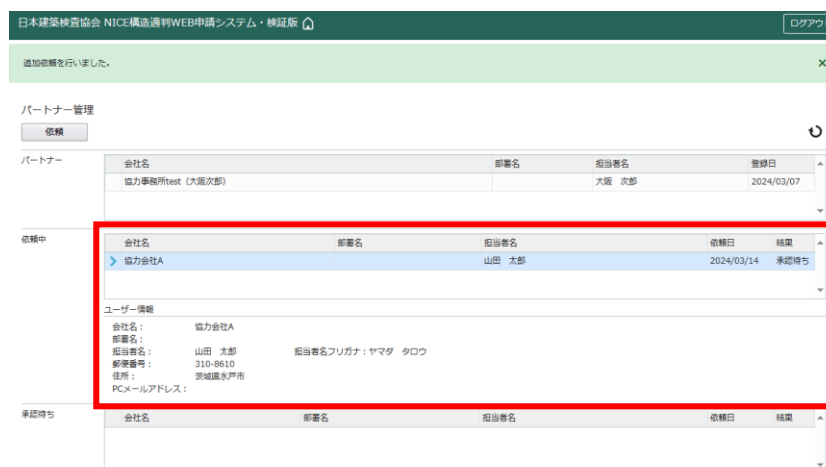 日本建築検査協会 NICE構造適判WEB申請システム・検証版
ログアウ
追加依頼を行いました。
×
パートナー管理
依頼
パートナー
会社名 部署名 担当者名 登録日
協力事務所test（大阪次郎） 大阪 次郎 2024/03/07
依頼中
会社名 部署名 担当者名 依頼日 結果
協力会社A 山田 太郎 2024/03/14 承認待ち
ユーザー情報
会社名： 協力会社A
部署名：
担当者名： 山田 太郎 担当者名フリガナ：ヤマダ タロウ
郵便番号： 310-8610
住所： 茨城県水戸市
PCメールアドレス：
承認待ち
会社名 部署名 担当者名 依頼日 結果